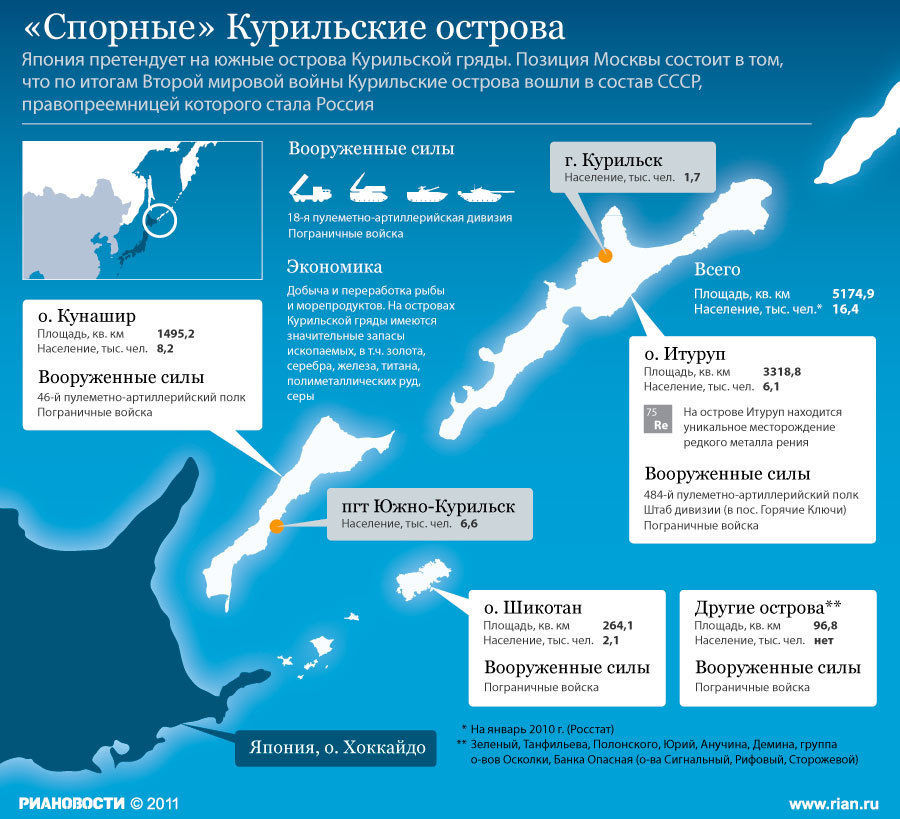 «Спорные» Курильские острова
Япония претендует на южные острова Курильской гряды. Позиция Москвы состоит в том,
что по итогам Второй мировой войны Курильские острова вошли в состав СССР,
правопреемницей которого стала Россия
Вооруженные силы
18-я пулеметно-артиллерийская дивизия
Пограничные войска
Экономика
Добыча и переработка рыбы
и морепродуктов. На островах
Курильской гряды имеются
значительные запасы
ископаемых, в т.ч. золота,
серебра, железа, титана,
полиметаллических руд,
серы
г. Курильск
Население, тыс. чел. 1,7
Всего
Площадь, кв. км 5174,9
Население, тыс. чел.* 16,4
о. Кунашир
Площадь, кв. км 1495,2
Население, тыс. чел. 8,2
Вооруженные силы
46-й пулеметно-артиллерийский полк
Пограничные войска
о. Итуруп
Площадь, кв. км 3318,8
Население, тыс. чел. 6,1
75
Re
На острове Итуруп находится
уникальное месторождение
редкого металла рения
Вооруженные силы
484-й пулеметно-артиллерийский полк
Штаб дивизии (в пос. Горячие Ключи)
Пограничные войска
пгт Южно-Курильск
Население, тыс. чел. 6,6
о. Шикотан
Площадь, кв. км 264,1
Население, тыс. чел. 2,1
Вооруженные силы
Пограничные войска
Другие острова**
Площадь, кв. км 96,8
Население, тыс. чел. нет
Вооруженные силы
Пограничные войска
Япония, о. Хоккайдо
* На январь 2010 г. (Росстат)
** Зеленый, Танфильева, Полонского, Юрий, Анучина, Демина, группа
о-вов Осколки, Банка Опасная (о-ва Сигнальный, Рифовый, Сторожевой)
РИАНОВОСТИ © 2011
www.rian.ru